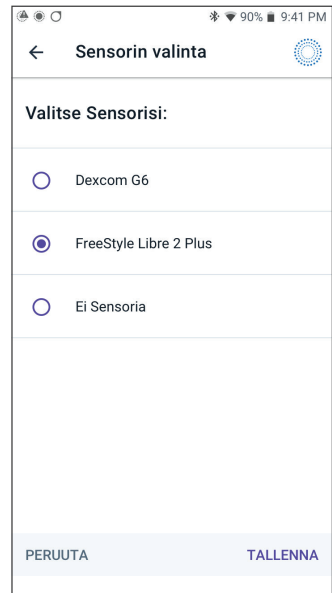 90% 9:41 PM
Sensorin valinta
Valitse Sensorisi:
Dexcom G6
FreeStyle Libre 2 Plus
Ei Sensoria
PERUUTA TALLENNA